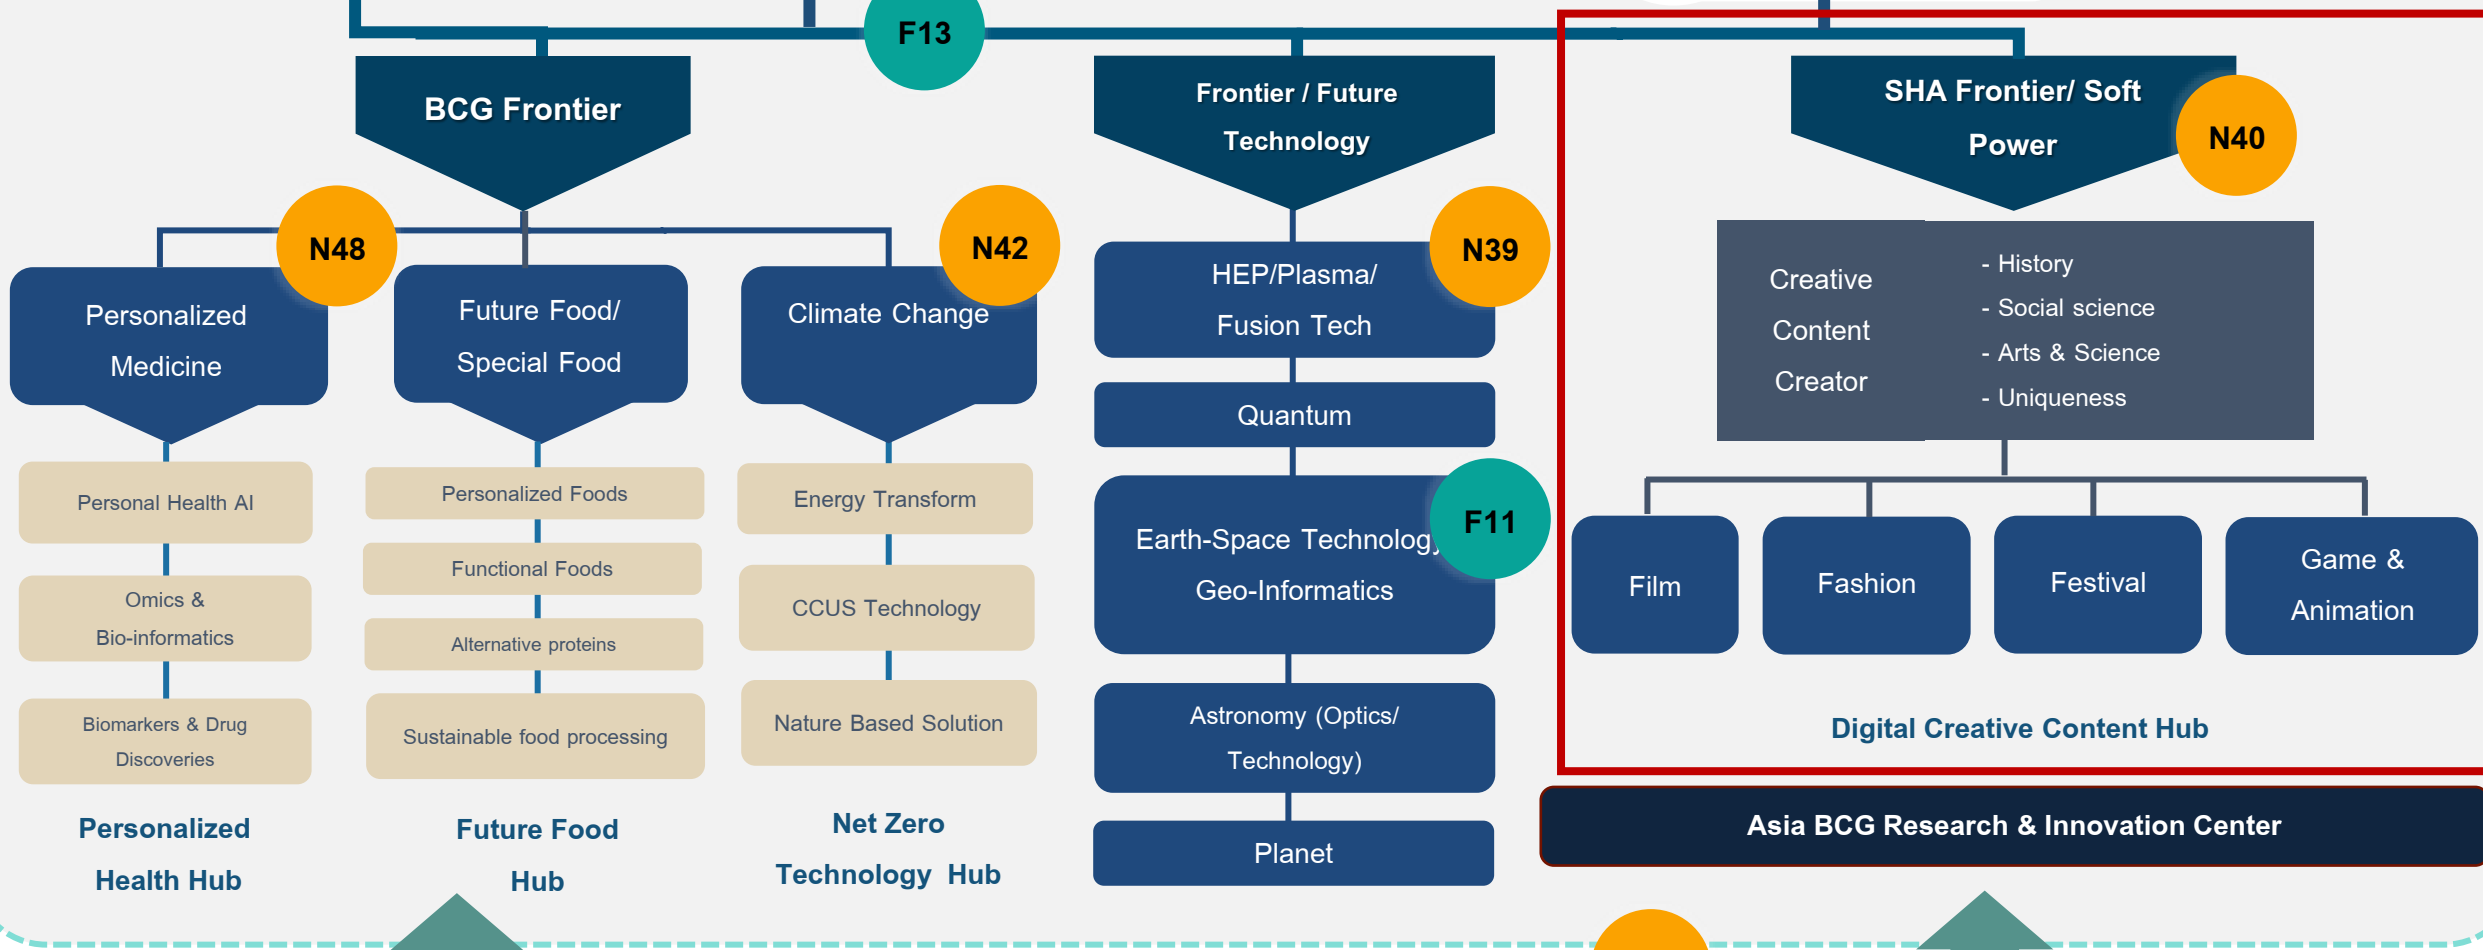 F13
BCG Frontier
Frontier / Future
Technology
SHA Frontier/ Soft
Power
N40
N48
N42
N39
Personalized
Medicine
Personal Health AI
Omics &
Bio-informatics
Biomarkers & Drug
Discoveries
Personalized
Health Hub
Future Food/
Special Food
Personalized Foods
Functional Foods
Alternative proteins
Sustainable food processing
Future Food
Hub
Climate Change
Energy Transform
CCUS Technology
Nature Based Solution
Net Zero
Technology Hub
HEP/Plasma/
Fusion Tech
Quantum
F11
Earth-Space Technology
Geo-Informatics
Astronomy (Optics/
Technology)
Planet
Creative
Content
Creator
- History
- Social science
- Arts & Science
- Uniqueness
Film
Fashion
Festival
Game &
Animation
Digital Creative Content Hub
Asia BCG Research & Innovation Center